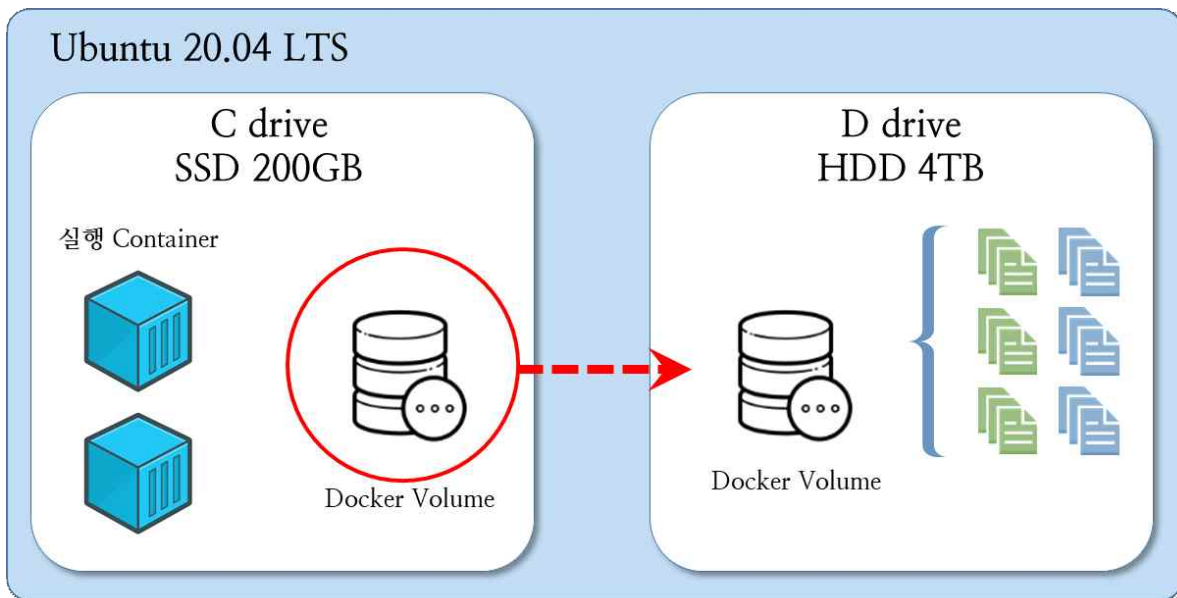 Ubuntu 20.04 LTS
C drive
SSD 200GB
실행 Container
Docker Volume
D drive
HDD 4TB
Docker Volume